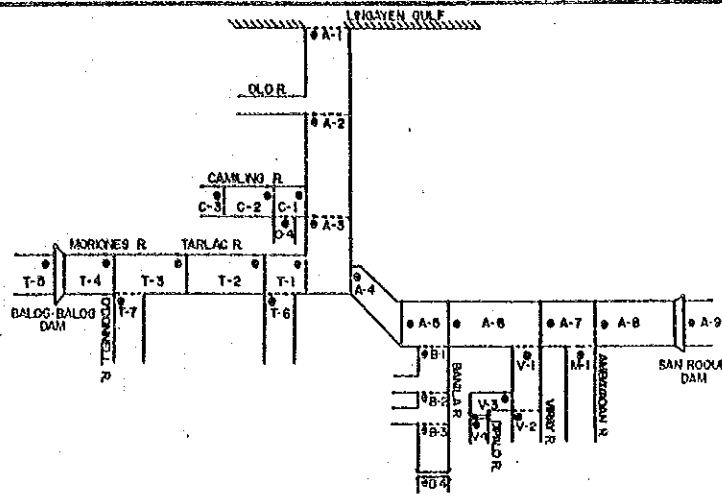 LINGAYEN GULF
A-1
OLO R.
A-2
CAMILING R.
C-3
C-2
C-1
A-3
MORIONES R.
TARLAC R.
T-5
T-4
T-3
T-2
T-1
A-4
BALOG-BALOG
DAM
O'DONNELL R.
T-7
T-6
A-5
A-6
A-7
A-8
A-9
SAN ROQUE
DAM
B-1
BANILA R.
V-1
VIRAY R.
M-1
B-2
V-3
V-2
B-3
V-4